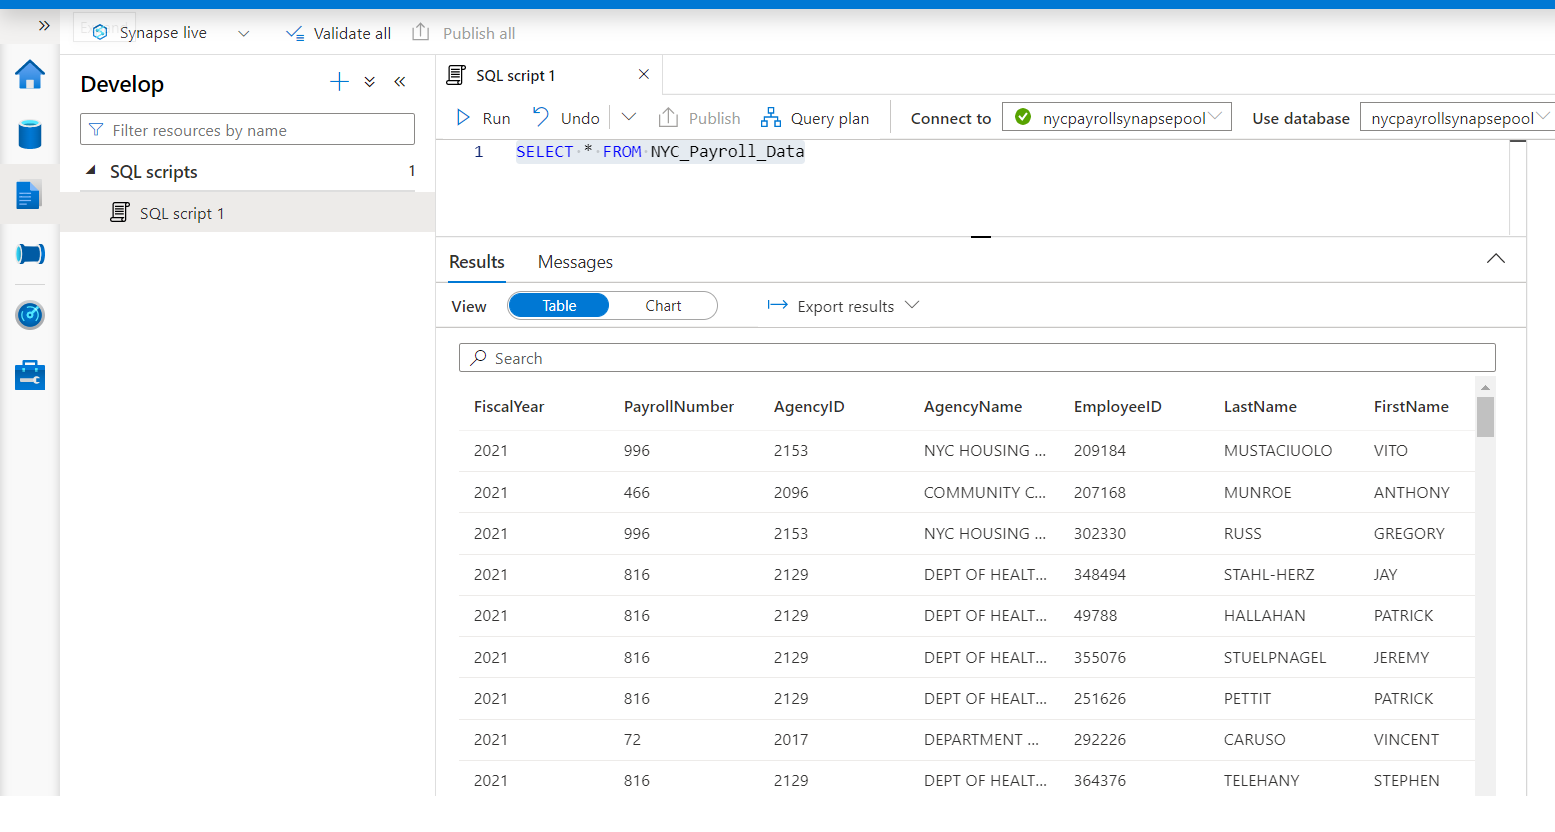 Synapse live Validate all Publish all
Develop
Filter resources by name
SQL scripts 1
SQL script 1
SQL script 1
Run Undo Publish Query plan Connect to nycpayrollsynapsepool Use database nycpayrollsynapsepool
1 SELECT * FROM NYC_Payroll_Data
Results Messages
View Table Chart Export results
Search
FiscalYear PayrollNumber AgencyID AgencyName EmployeeID LastName FirstName
2021 996 2153 NYC HOUSING ... 209184 MUSTACIUOLO VITO
2021 466 2096 COMMUNITY C... 207168 MUNROE ANTHONY
2021 996 2153 NYC HOUSING ... 302330 RUSS GREGORY
2021 816 2129 DEPT OF HEALT... 348494 STAHL-HERZ JAY
2021 816 2129 DEPT OF HEALT... 49788 HALLAHAN PATRICK
2021 816 2129 DEPT OF HEALT... 355076 STUELPNAGEL JEREMY
2021 816 2129 DEPT OF HEALT... 251626 PETTIT PATRICK
2021 72 2017 DEPARTMENT ... 292226 CARUSO VINCENT
2021 816 2129 DEPT OF HEALT... 364376 TELEHANY STEPHEN